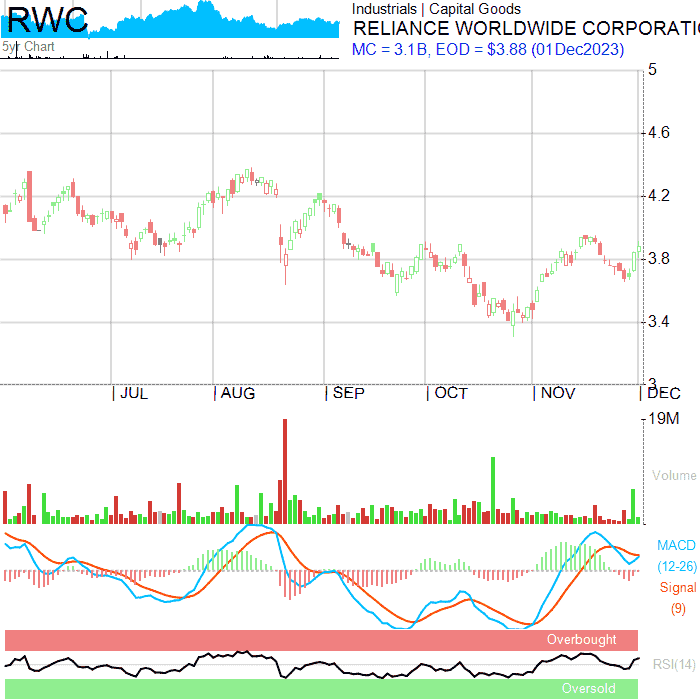 RWC
5yr Chart
Industrials | Capital Goods
RELIANCE WORLDWIDE CORPORATI
MC = 3.1B, EOD = $3.88 (01Dec2023)
5
4.6
4.2
3.8
3.4
3
JUL AUG SEP OCT NOV DEC
19M
Volume
MACD
(12-26)
Signal
(9)
Overbought
RSI(14)
Oversold